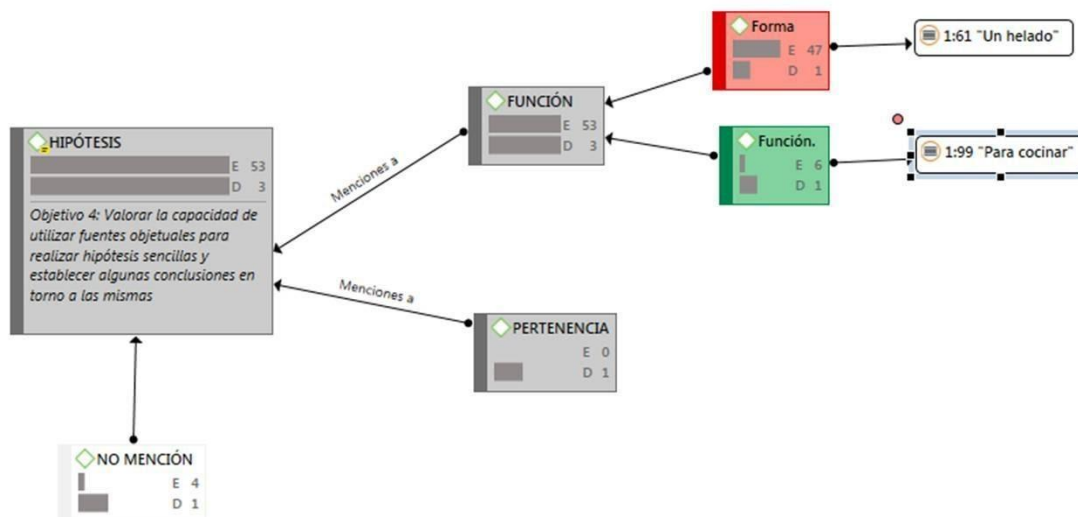 Forma
E 47
D 1
1:61 "Un helado"
FUNCIÓN
E 53
D 3
Función.
E 6
D 1
1:99 "Para cocinar"
HIPÓTESIS
E 53
D 3
Objetivo 4: Valorar la capacidad de
utilizar fuentes objetuales para
realizar hipótesis sencillas y
establecer algunas conclusiones en
torno a las mismas
Menciones a
Menciones a
PERTENENCIA
E 0
D 1
NO MENCIÓN
E 4
D 1